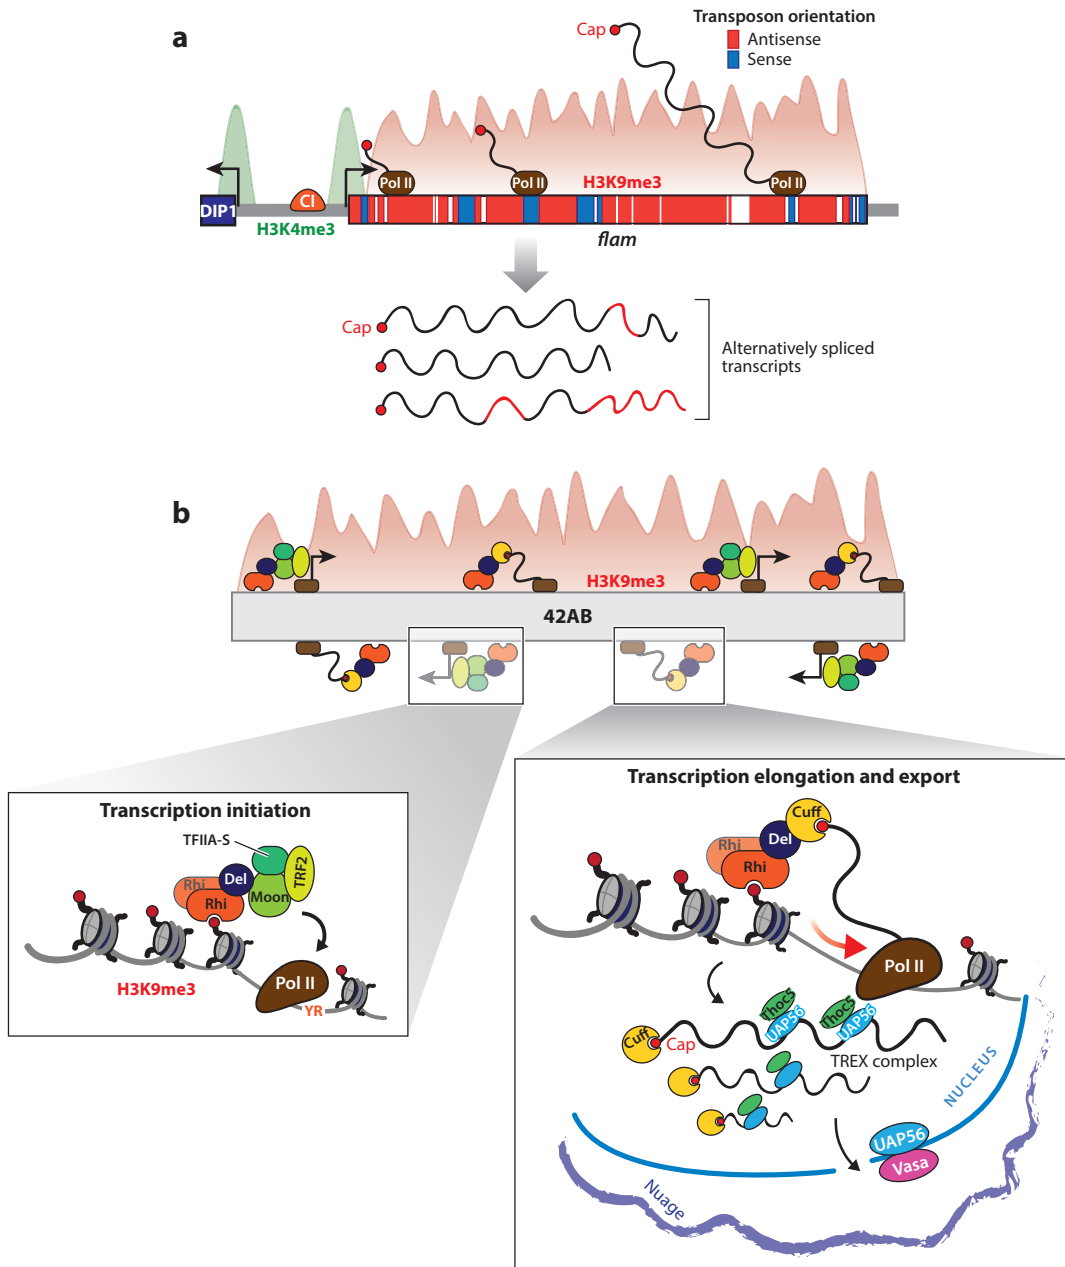 a
Transposon orientation
Antisense
Sense
Cap
Pol II
Pol II
Pol II
H3K9me3
DIP1
CI
H3K4me3
flam
Cap
Alternatively spliced
transcripts
b
H3K9me3
42AB
Transcription initiation
TFIIA-S
Rhi
Rhi
Del
Moon
TRF2
H3K9me3
Pol II
YR
Transcription elongation and export
Cuff
Del
Rhi
Rhi
Pol II
Thoc5
UAP56
Thoc5
UAP56
Cuff
Cap
TREX complex
NUCLEUS
UAP56
Vasa
Nuage